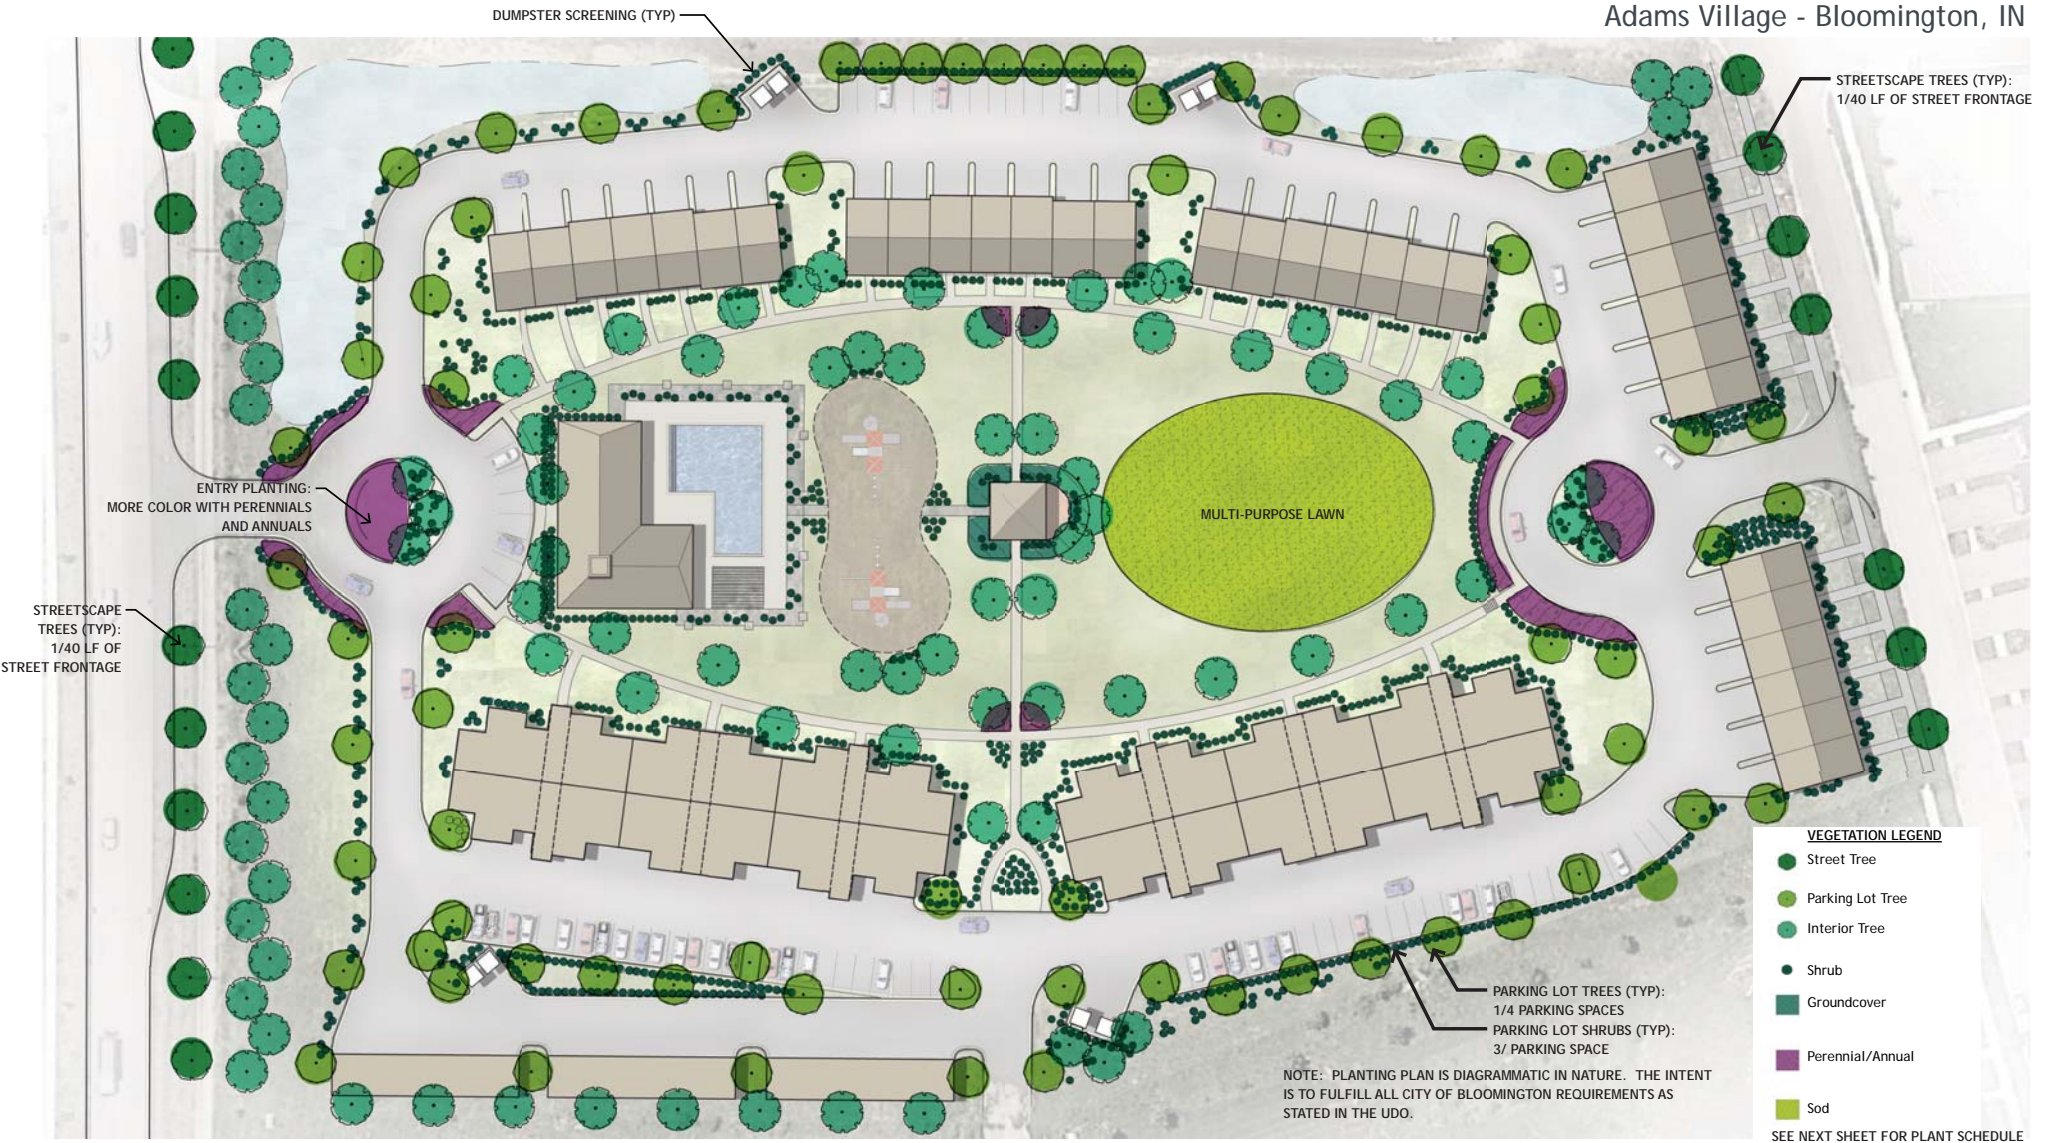 Adams Village - Bloomington, IN
DUMPSTER SCREENING (TYP)
STREETSCAPE TREES (TYP):
1/40 LF OF STREET FRONTAGE
ENTRY PLANTING:
MORE COLOR WITH PERENNIALS
AND ANNUALS
MULTI-PURPOSE LAWN
STREETSCAPE
TREES (TYP):
1/40 LF OF
STREET FRONTAGE
PARKING LOT TREES (TYP):
1/4 PARKING SPACES
PARKING LOT SHRUBS (TYP):
3/ PARKING SPACE
NOTE:  PLANTING PLAN IS DIAGRAMMATIC IN NATURE.  THE INTENT
IS TO FULFILL ALL CITY OF BLOOMINGTON REQUIREMENTS AS
STATED IN THE UDO.
VEGETATION LEGEND
Street Tree
Parking Lot Tree
Interior Tree
Shrub
Groundcover
Perennial/Annual
Sod
SEE NEXT SHEET FOR PLANT SCHEDULE